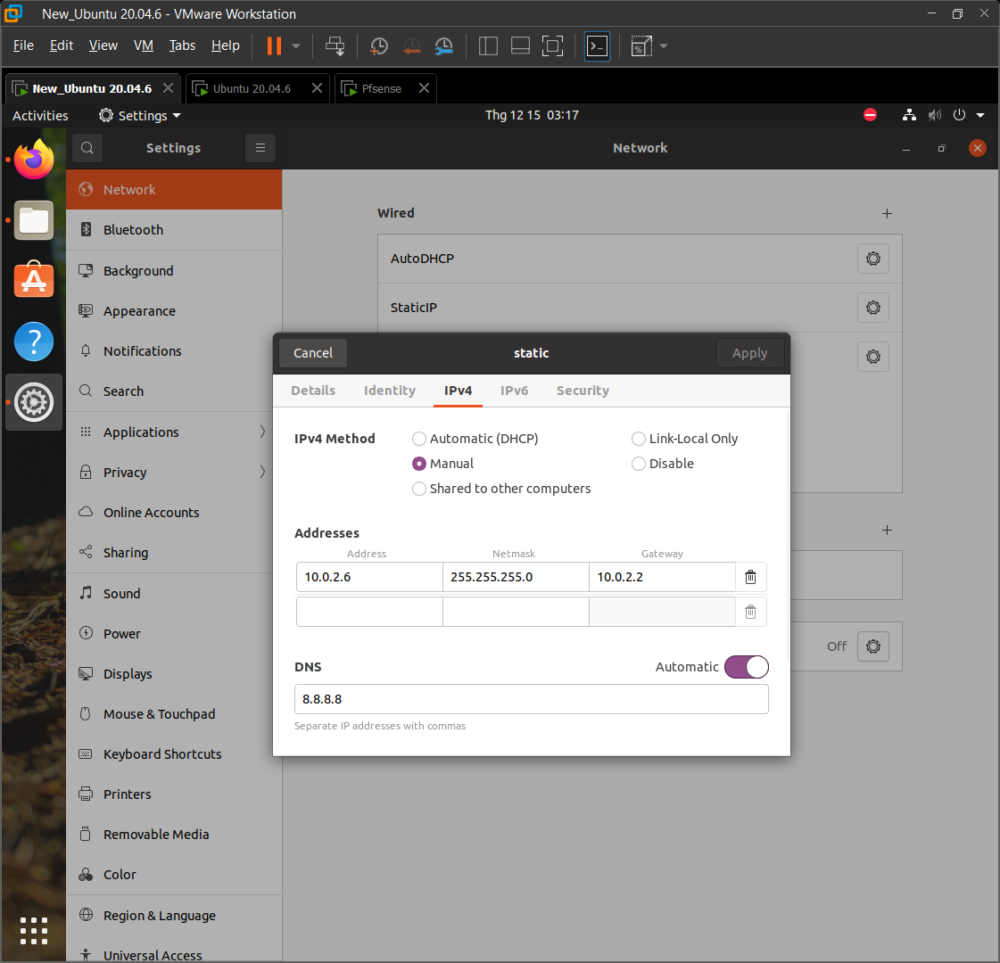 New_Ubuntu 20.04.6 - VMware Workstation
File Edit View VM Tabs Help
New_Ubuntu 20.04.6 Ubuntu 20.04.6 Pfsense
Activities Settings Thg 12 15 03:17
Settings Network
Network
Bluetooth
Background
Appearance
Notifications
Search
Applications
Privacy
Online Accounts
Sharing
Sound
Power
Displays
Mouse & Touchpad
Keyboard Shortcuts
Printers
Removable Media
Color
Region & Language
Universal Access
Wired
AutoDHCP
StaticIP
Off
Cancel static Apply
Details Identity IPv4 IPv6 Security
IPv4 Method
Automatic (DHCP) Link-Local Only
Manual Disable
Shared to other computers
Addresses
Address Netmask Gateway
10.0.2.6 255.255.255.0 10.0.2.2
DNS Automatic
8.8.8.8
Separate IP addresses with commas